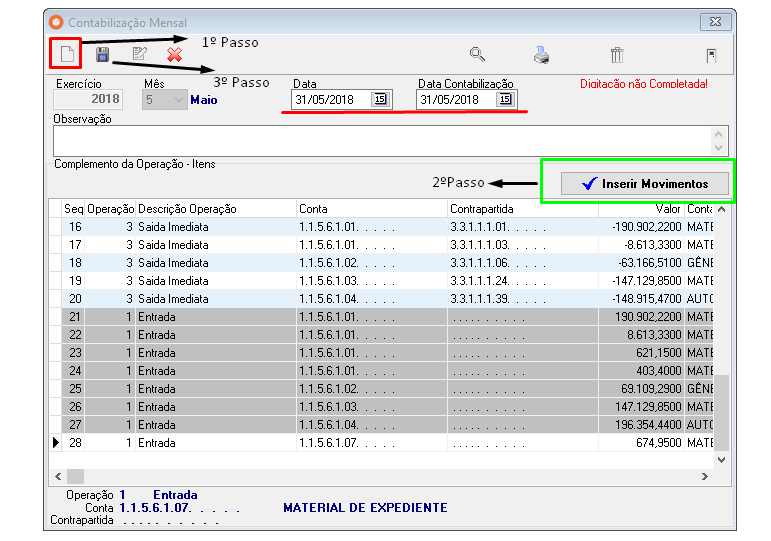 Contabilização Mensal
1º Passo
3º Passo
Exercício Mês Data Data Contabilização Digitação não Completada!
2018 5 Maio 31/05/2018 15 31/05/2018 15
Observação
Complemento da Operação - Itens
2ºPasso Inserir Movimentos
Seq Operação Descrição Operação Conta Contrapartida Valor Conta
16 3 Saida Imediata 1.1.5.6.1.01. . . . . 3.3.1.1.1.01. . . . . -190.902,2200 MATE
17 3 Saida Imediata 1.1.5.6.1.01. . . . . 3.3.1.1.1.03. . . . . -8.613,3300 MATE
18 3 Saida Imediata 1.1.5.6.1.02. . . . . 3.3.1.1.1.06. . . . . -63.166,5100 GÊNE
19 3 Saida Imediata 1.1.5.6.1.03. . . . . 3.3.1.1.1.24. . . . . -147.129,8500 MATE
20 3 Saida Imediata 1.1.5.6.1.04. . . . . 3.3.1.1.1.39. . . . . -148.915,4700 AUTO
21 1 Entrada 1.1.5.6.1.01. . . . . . . . . . . . . . . 190.902,2200 MATE
22 1 Entrada 1.1.5.6.1.01. . . . . . . . . . . . . . . 8.613,3300 MATE
23 1 Entrada 1.1.5.6.1.01. . . . . . . . . . . . . . . 621,1500 MATE
24 1 Entrada 1.1.5.6.1.01. . . . . . . . . . . . . . . 403,4000 MATE
25 1 Entrada 1.1.5.6.1.02. . . . . . . . . . . . . . . 69.109,2900 GÊNE
26 1 Entrada 1.1.5.6.1.03. . . . . . . . . . . . . . . 147.129,8500 MATE
27 1 Entrada 1.1.5.6.1.04. . . . . . . . . . . . . . . 196.354,4400 AUTO
28 1 Entrada 1.1.5.6.1.07. . . . . . . . . . . . . . . 674,9500 MATE
Operação 1 Entrada
Conta 1.1.5.6.1.07. . . . . MATERIAL DE EXPEDIENTE
Contrapartida . . . . . . . . . .